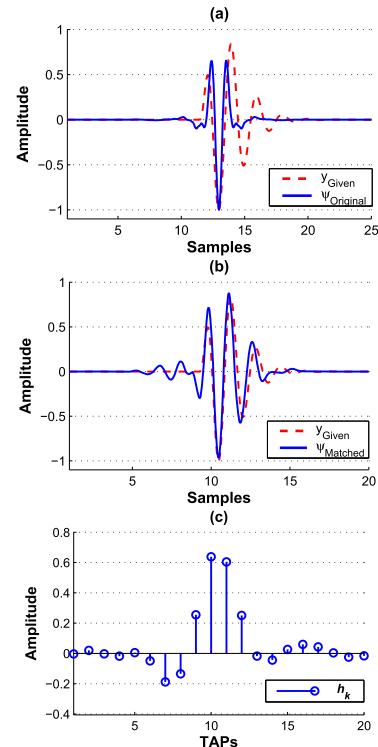 (a)
1
0.5
0
−0.5
−1
Amplitude
5
10
15
20
25
Samples
y_Given
ψ_Original
(b)
1
0.5
0
−0.5
−1
Amplitude
5
10
15
20
Samples
y_Given
ψ_Matched
(c)
0.8
0.6
0.4
0.2
0
−0.2
−0.4
Amplitude
5
10
15
20
TAPs
h_k